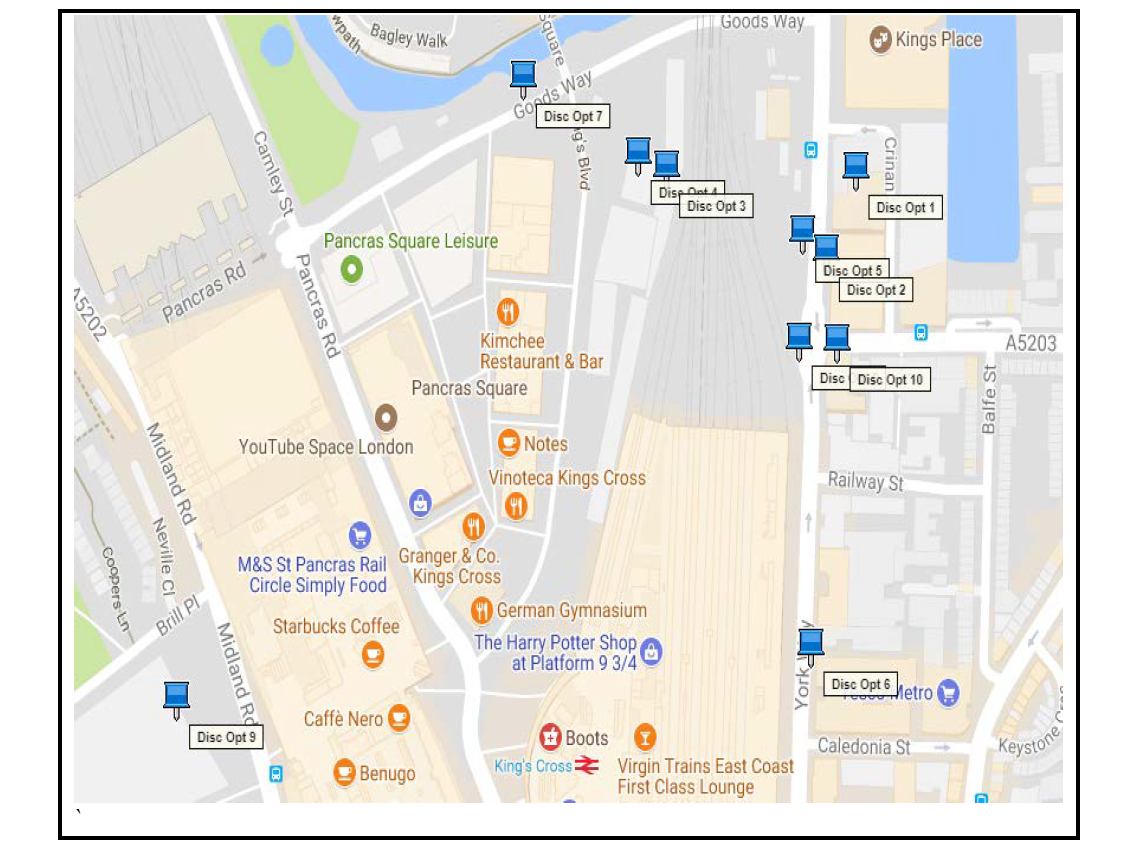 Goods Way
Kings Place
Bagley Walk
wpath
Square
Goods Way
Disc Opt 7
g's Blvd
Camley St
Crinan
Disc Opt 4
Disc Opt 3
Disc Opt 1
Pancras Square Leisure
Pancras Rd
Pancras Rd
A5202
Disc Opt 5
Disc Opt 2
Kimchee
Restaurant & Bar
A5203
Disc
Disc Opt 10
Pancras Square
Balfe St
YouTube Space London
Notes
Midland Rd
Vinoteca Kings Cross
Railway St
Neville Cl
Coopers Ln
M&S St Pancras Rail
Circle Simply Food
Granger & Co.
Kings Cross
Brill Pl
Starbucks Coffee
German Gymnasium
The Harry Potter Shop
at Platform 9 3/4
Midland Rd
York Way
Disc Opt 6
Metro
Disc Opt 9
Caffè Nero
Boots
Caledonia St
Keystone Cres
King's Cross
Benugo
Virgin Trains East Coast
First Class Lounge
`